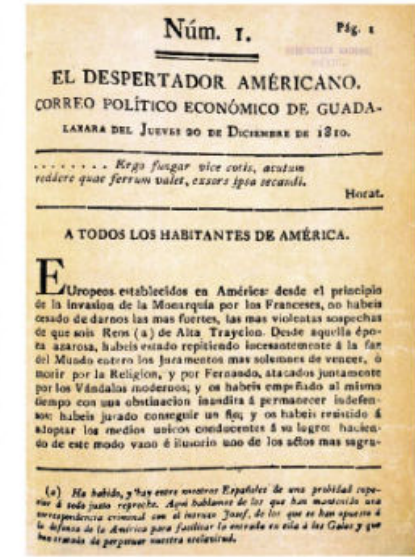 Núm. 1.
Pág. 1
BIBLIOTECA NACIONAL
MÉXICO
EL DESPERTADOR AMÉRICANO.
CORREO POLÍTICO ECONÓMICO DE GUADA-
LAXARA DEL JUEVES 20 DE DICIEMBRE DE 1810.
........ Ergo fungar vice cotis, acutum
reddere quae ferrum valet, exsors ipsa secandi.
Horat.
A TODOS LOS HABITANTES DE AMÉRICA.
EUropeos establecidos en América: desde el principio
de la invasion de la Monarquía por los Franceses, no habeis
cesado de darnos las mas fuertes, las mas violentas sospechas
de que sois Reos (a) de Alta Traycion. Desde aquella épo-
ca azarosa, habeis estado repitiendo incesantemente á la faz
del Mundo entero los Juramentos mas solemnes de vencer, ó
morir por la Religion, y por Fernando, atacados juntamente
por los Vándalos modernos; y os habeis empeñado al mismo
tiempo con una obstinacion inaudita á permanecer indefen-
sos: habeis jurado conseguir un fin; y os habeis resistido á
adoptar los medios unicos conducentes á su logro: hacien-
do de este modo vano é ilusorio uno de los actos mas sagra-
(a) Ha habido, y hay entre nosotros Españoles de una probidad supe-
rior á todo justo reproche. Aquí hablamos de los que han mantenido una
correspondencia criminal con el intruso Josef, de los que se han opuesto á
la defensa de la América para facilitar la entrada en ella á los Galos y que
han tratado de perpetuar nuestra esclavitud.